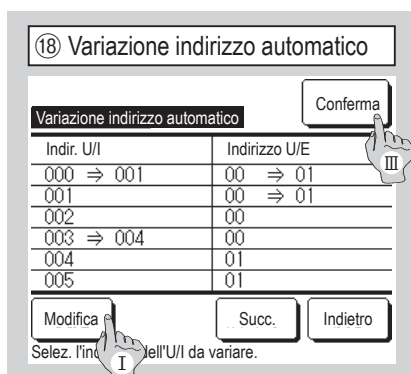 ⑱ Variazione indirizzo automatico
Conferma
Variazione indirizzo automatico
III
Indir. U/I Indirizzo U/E
000 ⇒ 001 00 ⇒ 01
001 00 ⇒ 01
002 00
003 ⇒ 004 00
004 01
005 01
Modifica Succ. Indietro
I
Selez. l'in dell'U/I da variare.